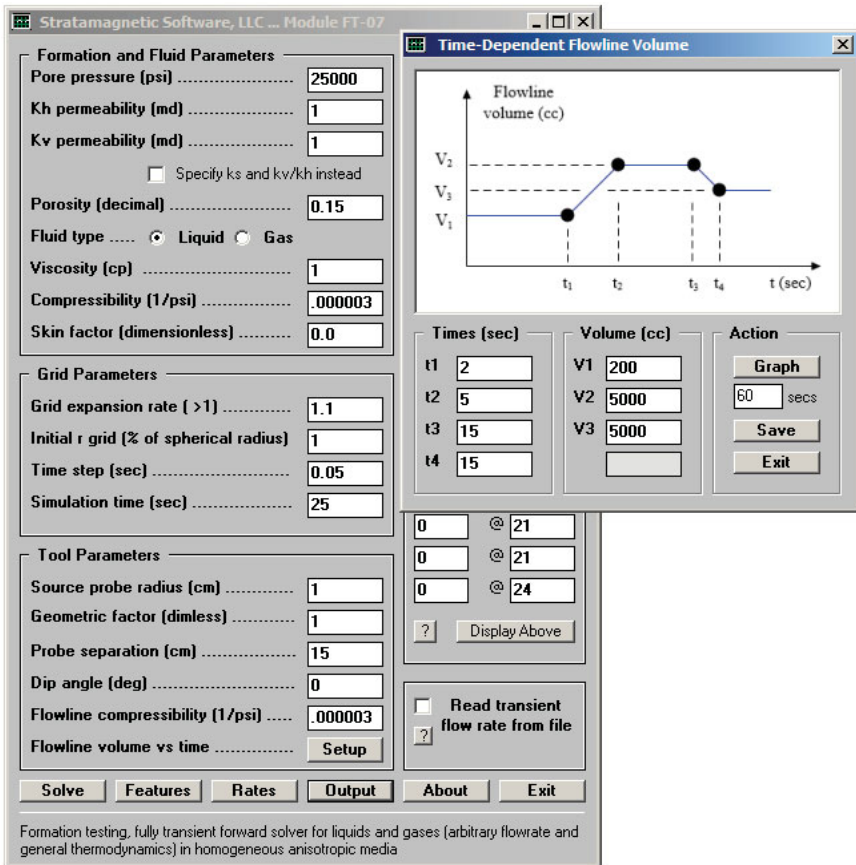 Stratamagnetic Software, LLC ... Module FT-07
Formation and Fluid Parameters
Pore pressure (psi) ..................... 25000
Kh permeability (md) ..................... 1
Kv permeability (md) ..................... 1
Specify ks and kv/kh instead
Porosity (decimal) ..................... 0.15
Fluid type ..... Liquid Gas
Viscosity (cp) ........................... 1
Compressibility (1/psi) ............... .000003
Skin factor (dimensionless) .......... 0.0
Grid Parameters
Grid expansion rate ( >1) ............. 1.1
Initial r grid (% of spherical radius) 1
Time step (sec) ......................... 0.05
Simulation time (sec) ................. 25
Tool Parameters
Source probe radius (cm) ............ 1
Geometric factor (dimless) .......... 1
Probe separation (cm) ................ 15
Dip angle (deg) ......................... 0
Flowline compressibility (1/psi) ..... .000003
Flowline volume vs time .............. Setup
Time-Dependent Flowline Volume
Flowline
volume (cc)
V2
V3
V1
t1 t2 t3 t4 t (sec)
Times (sec)
t1 2
t2 5
t3 15
t4 15
Volume (cc)
V1 200
V2 5000
V3 5000
Action
Graph
60 secs
Save
Exit
0 @ 21
0 @ 21
0 @ 24
? Display Above
Read transient
flow rate from file
?
Solve Features Rates Output About Exit
Formation testing, fully transient forward solver for liquids and gases (arbitrary flowrate and
general thermodynamics) in homogeneous anisotropic media